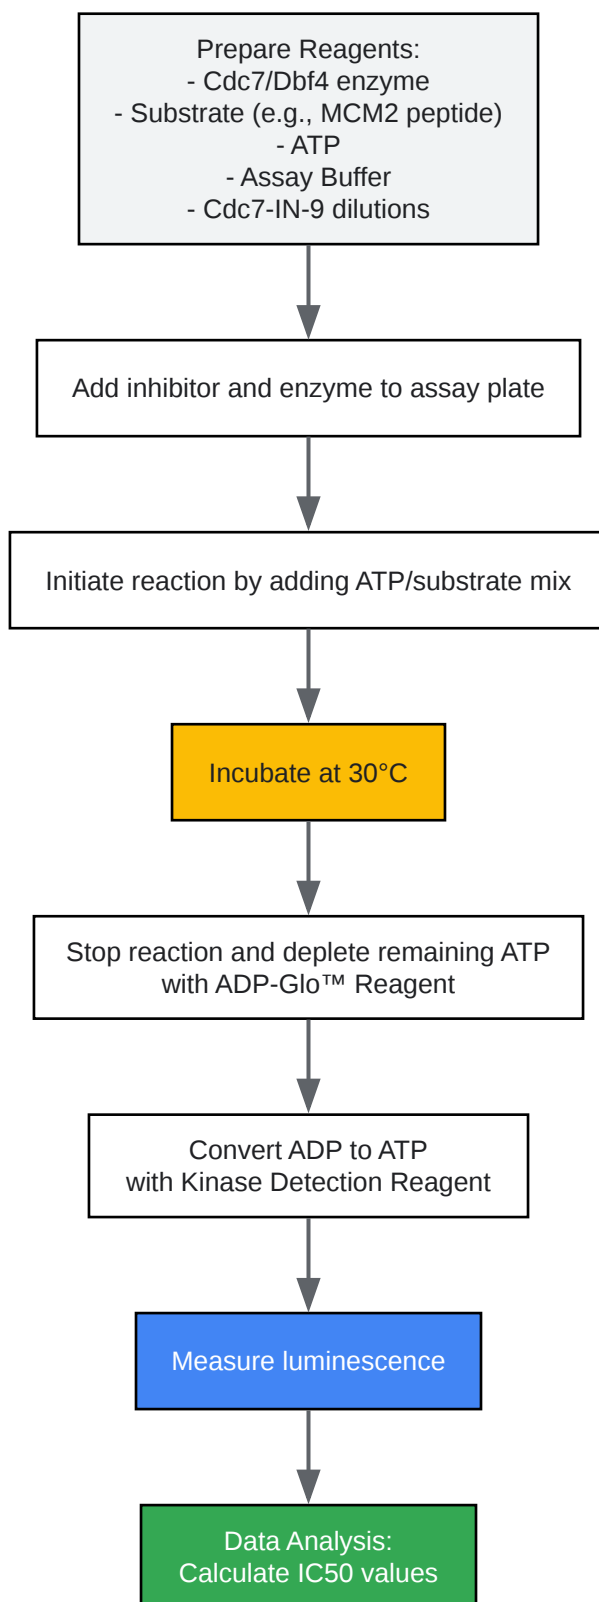 Prepare Reagents:
- Cdc7/Dbf4 enzyme
- Substrate (e.g., MCM2 peptide)
- ATP
- Assay Buffer
- Cdc7-IN-9 dilutions
Add inhibitor and enzyme to assay plate
Initiate reaction by adding ATP/substrate mix
Incubate at 30°C
Stop reaction and deplete remaining ATP
with ADP-Glo™ Reagent
Convert ADP to ATP
with Kinase Detection Reagent
Measure luminescence
Data Analysis:
Calculate IC50 values